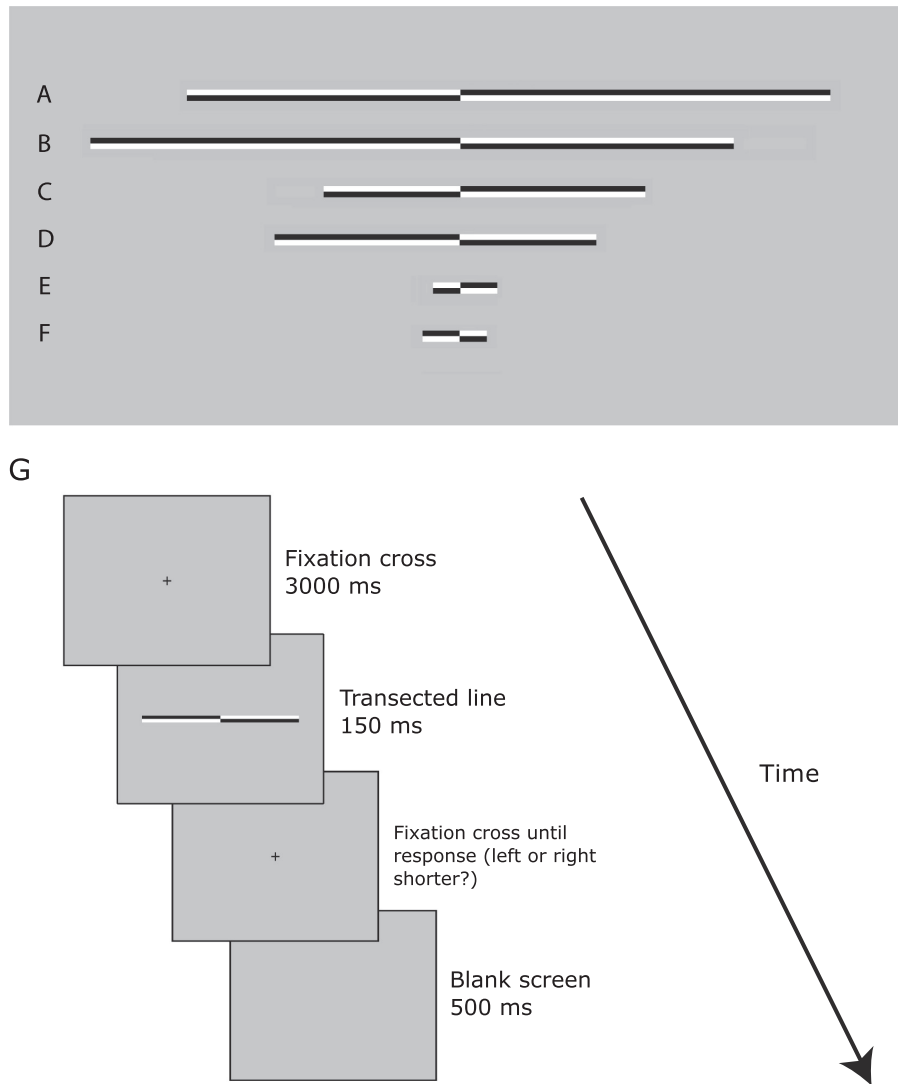 A
B
C
D
E
F
G
Fixation cross
3000 ms
Transected line
150 ms
Time
Fixation cross until
response (left or right
shorter?)
Blank screen
500 ms